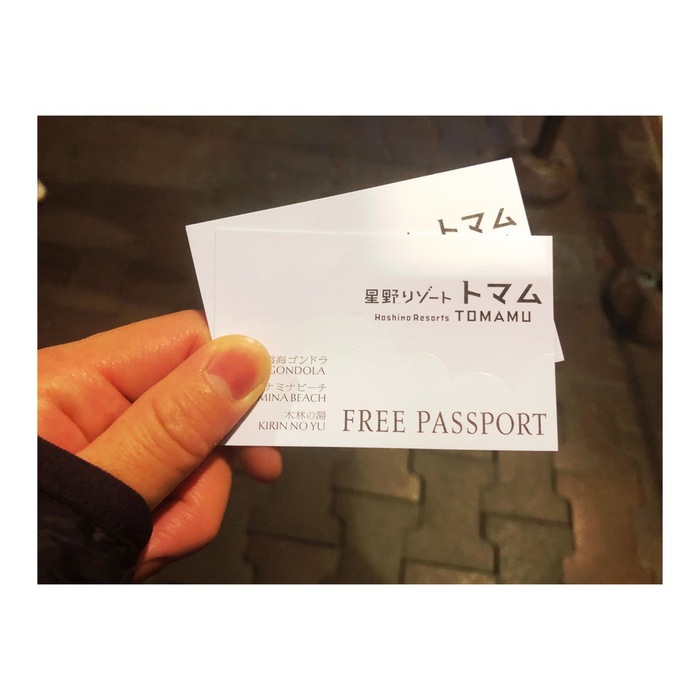 トマム
星野リゾート トマム
Hoshino Resorts TOMAMU
海ゴンドラ
GONDOLA
ナミナビーチ
MINA BEACH
木林の湯
KIRIN NO YU
FREE PASSPORT